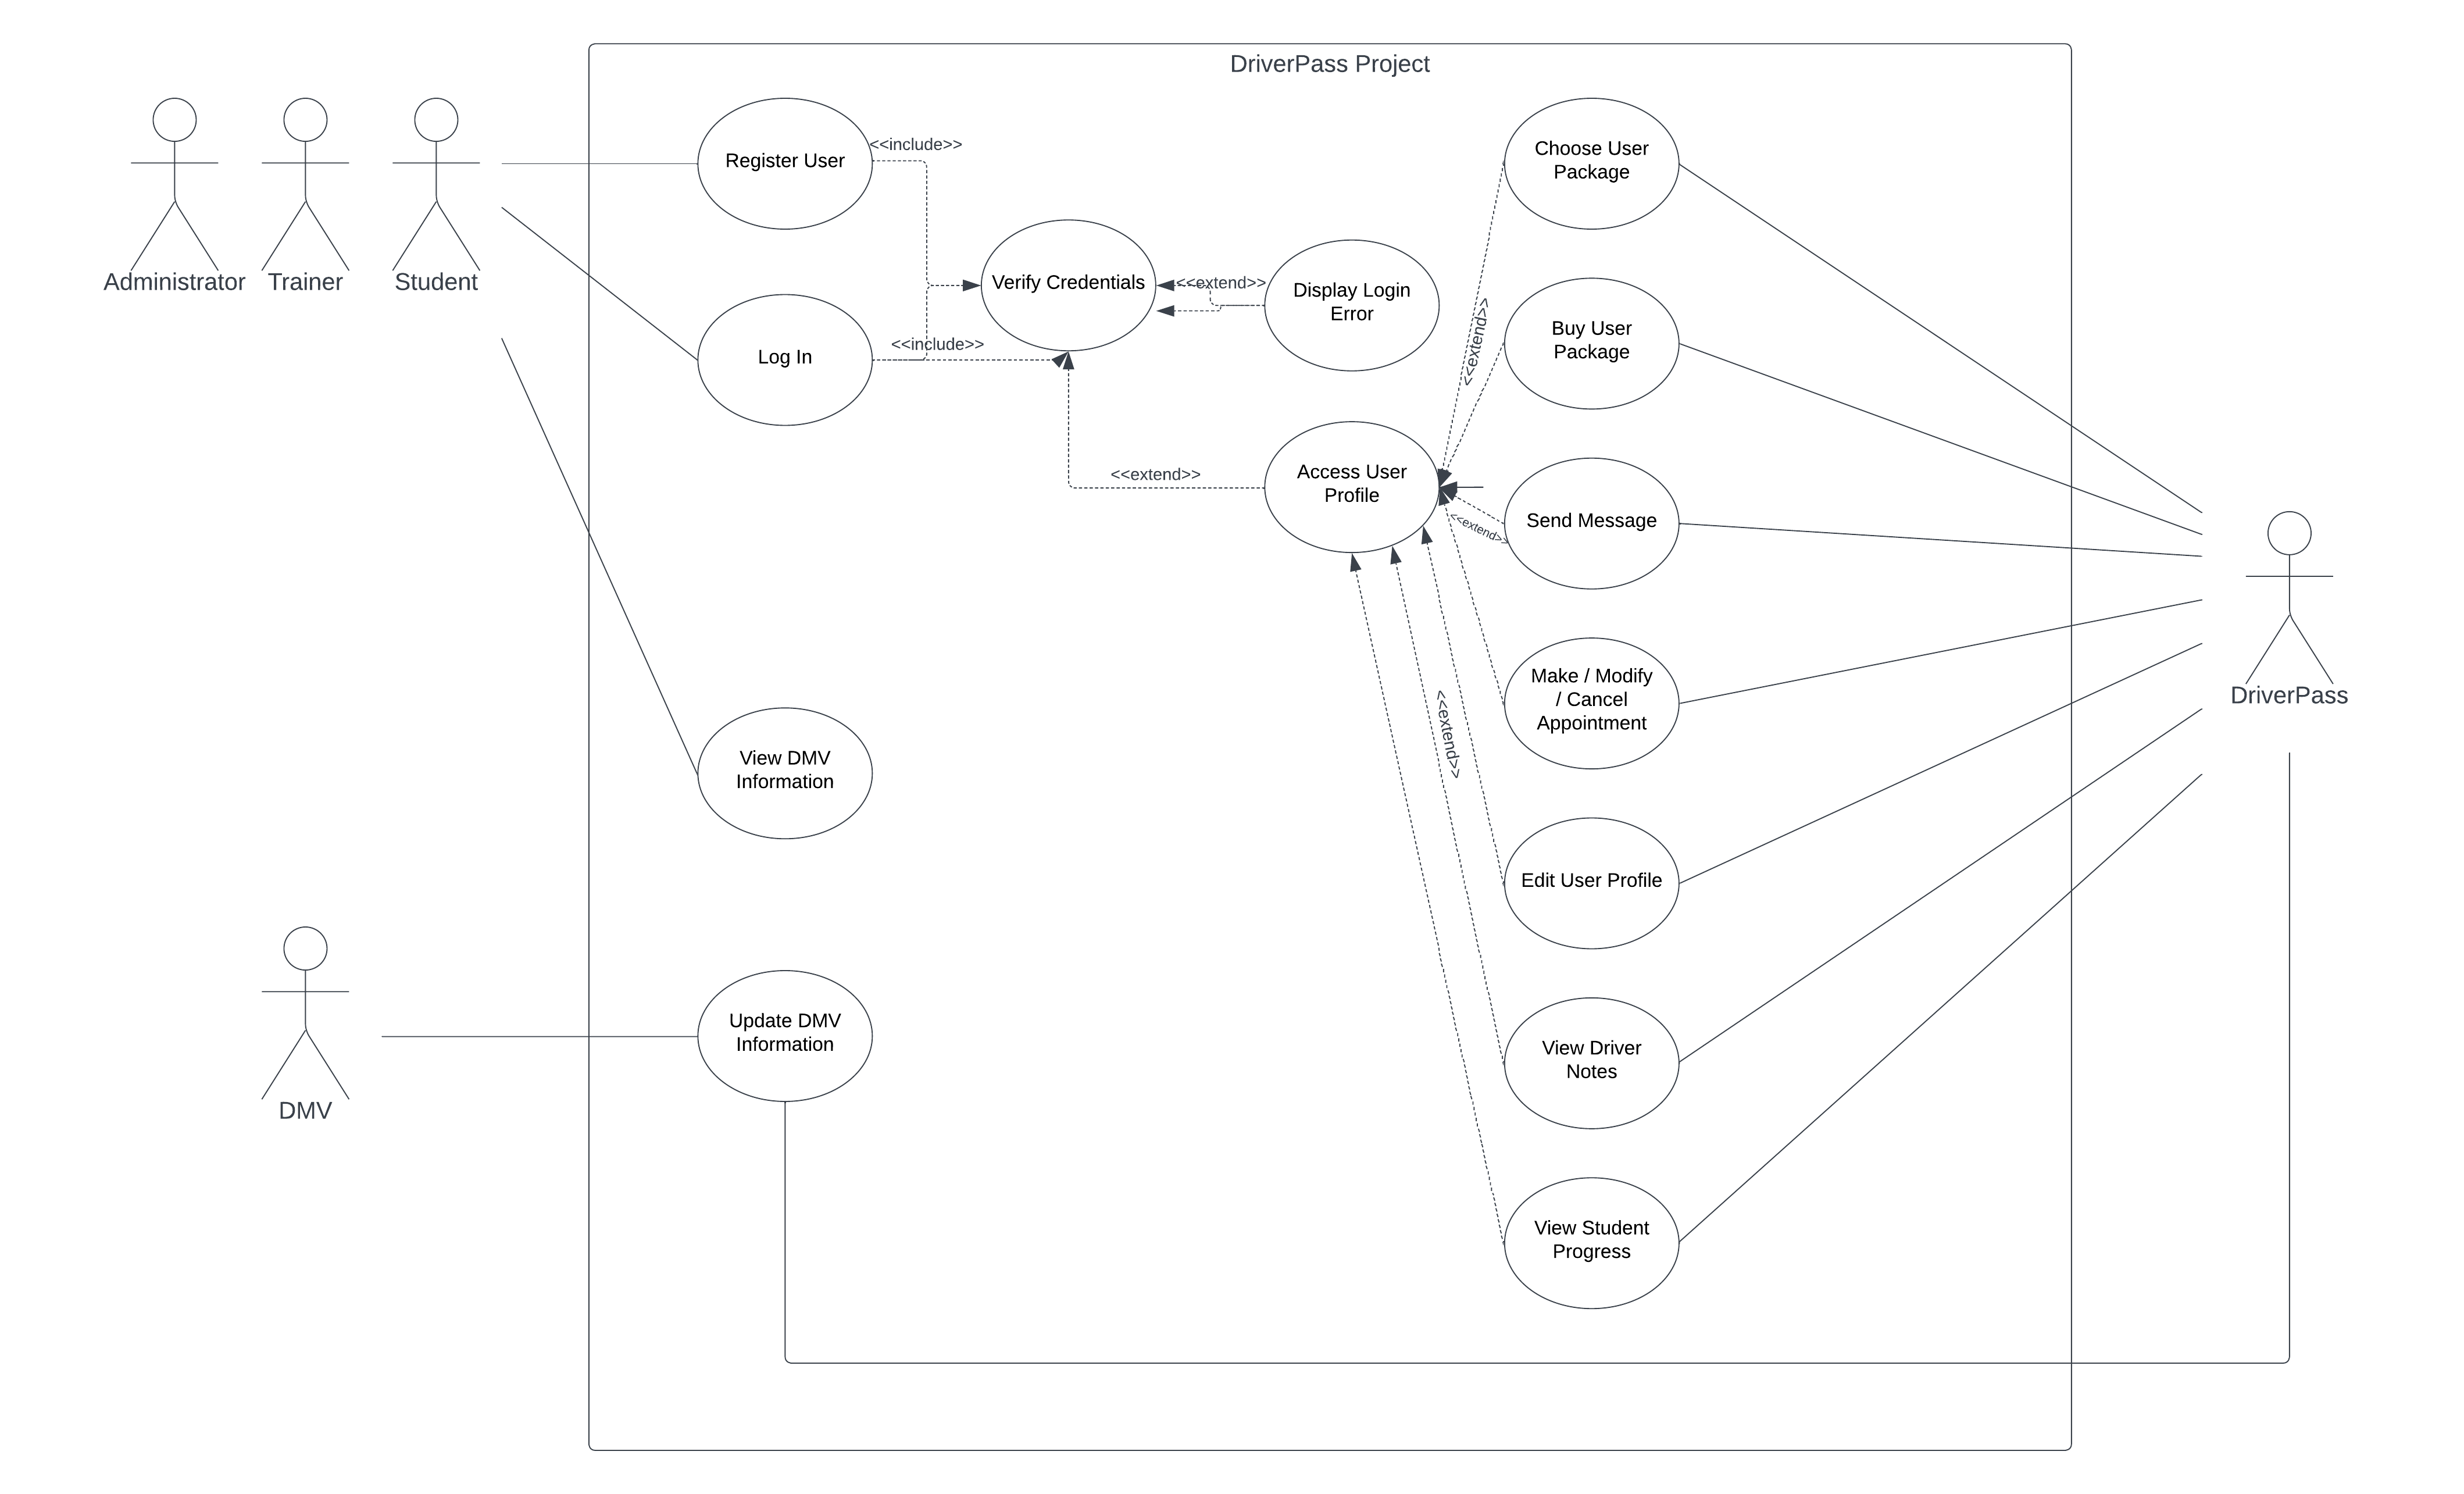 DriverPass Project
Administrator
Trainer
Student
Register User
<<include>>
Log In
<<include>>
Verify Credentials
<<extend>>
Display Login
Error
<<extend>>
Access User
Profile
<<extend>>
<<extend>>
<<extend>>
Choose User
Package
Buy User
Package
Send Message
Make / Modify
/ Cancel
Appointment
Edit User Profile
View Driver
Notes
View Student
Progress
DriverPass
View DMV
Information
DMV
Update DMV
Information